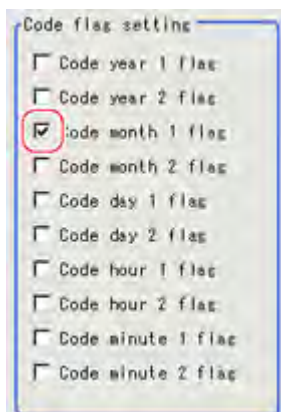 Code flag setting
Code year 1 flag
Code year 2 flag
Code month 1 flag
Code month 2 flag
Code day 1 flag
Code day 2 flag
Code hour 1 flag
Code hour 2 flag
Code minute 1 flag
Code minute 2 flag